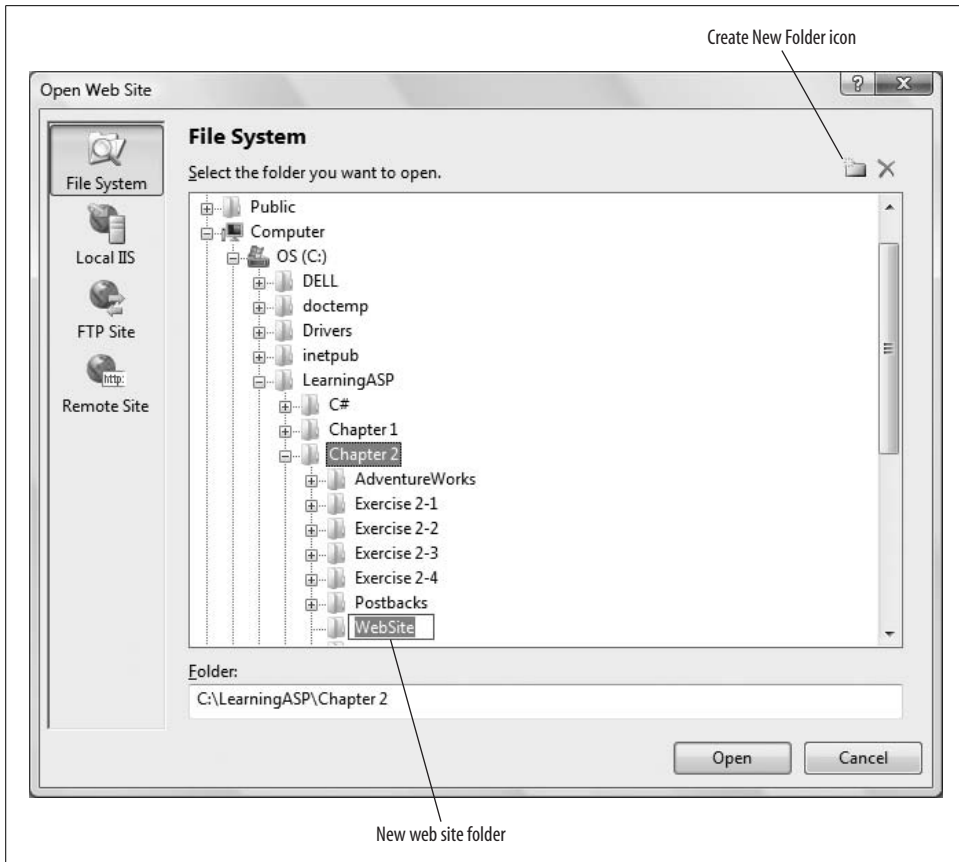 Create New Folder icon
Open Web Site
File System
Select the folder you want to open.
File System
Local IIS
FTP Site
http:
Remote Site
Public
Computer
OS (C:)
DELL
doctemp
Drivers
inetpub
LearningASP
C#
Chapter 1
Chapter 2
AdventureWorks
Exercise 2-1
Exercise 2-2
Exercise 2-3
Exercise 2-4
Postbacks
WebSite
Folder:
C:\LearningASP\Chapter 2
Open
Cancel
New web site folder